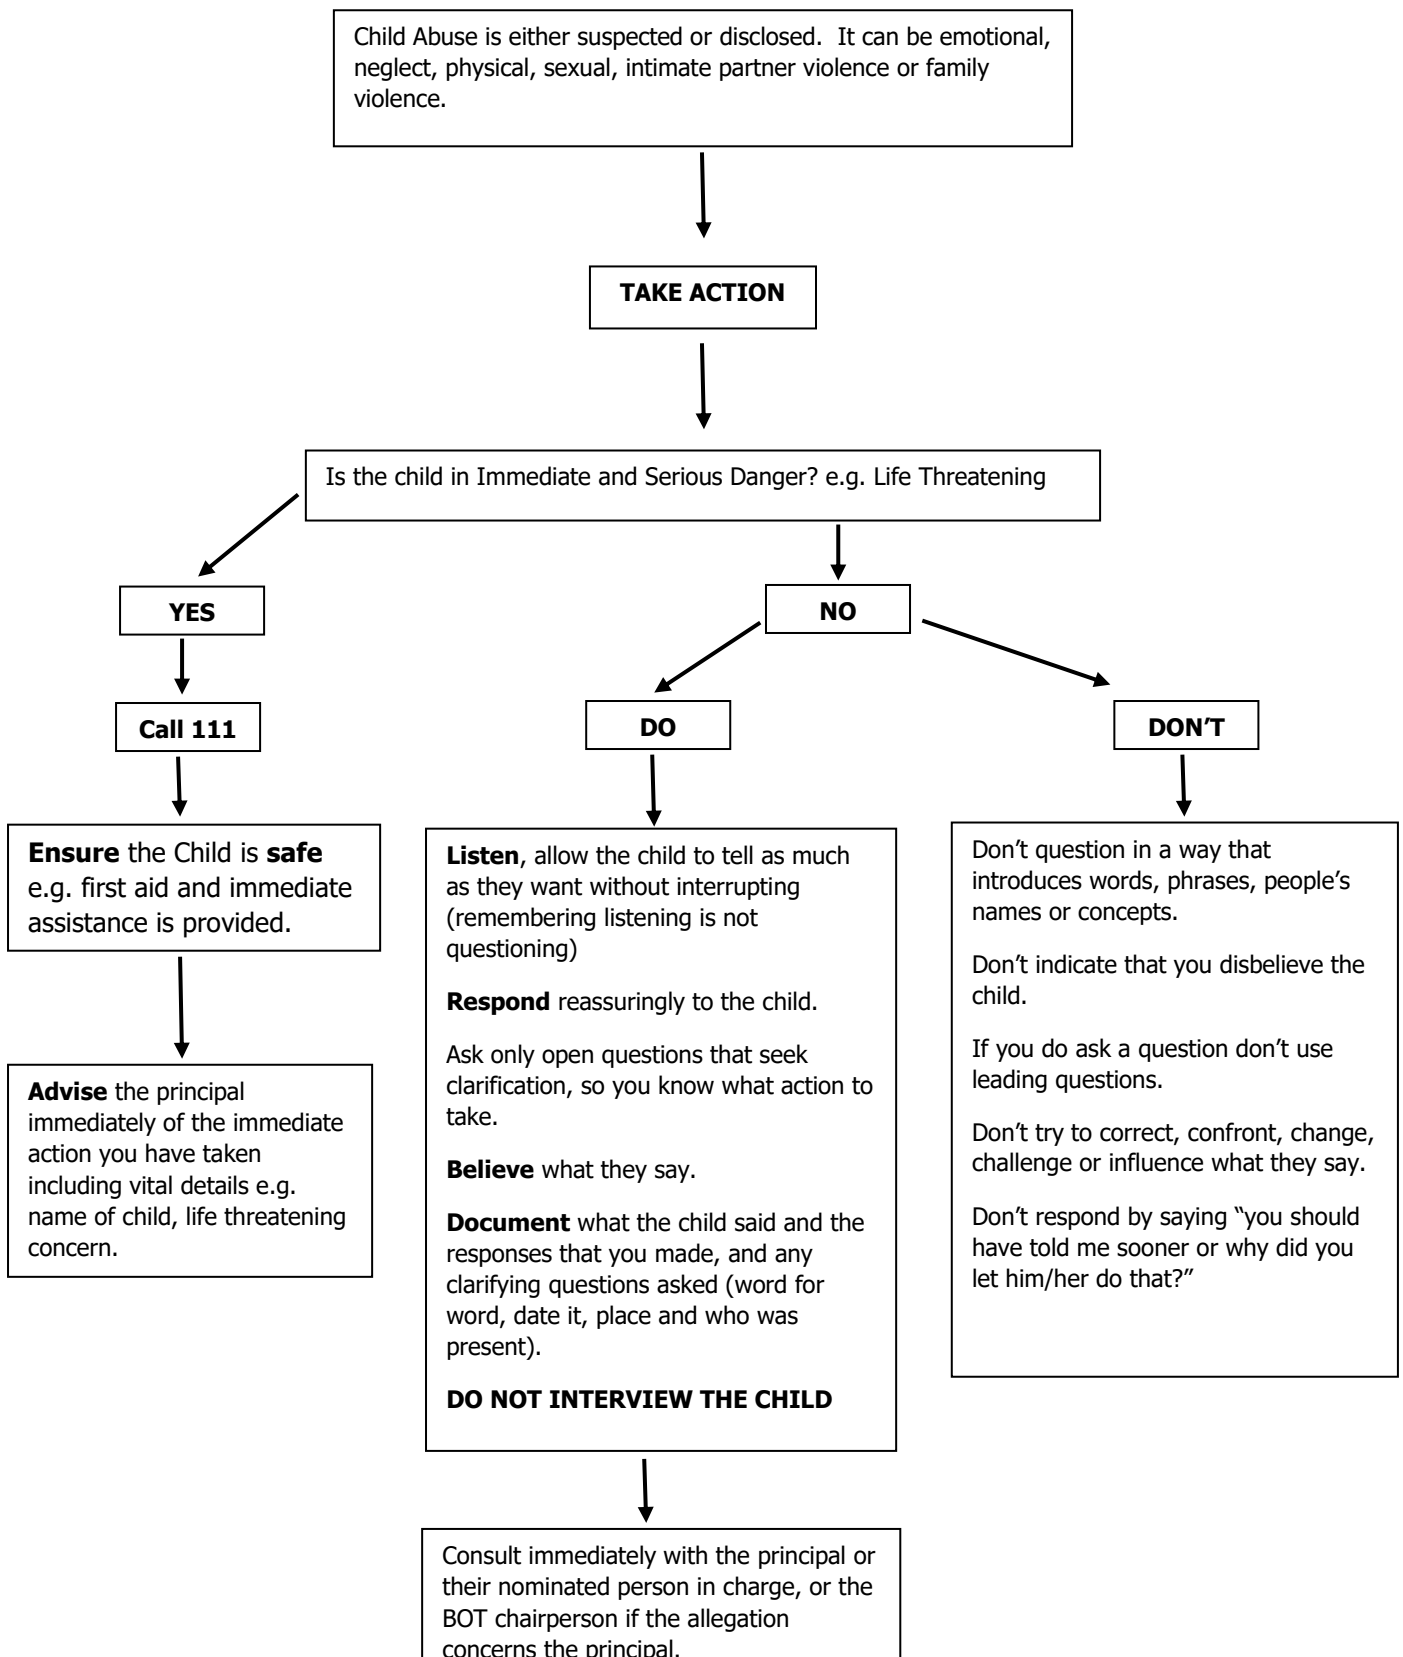 Child Abuse is either suspected or disclosed.  It can be emotional,
neglect, physical, sexual, intimate partner violence or family
violence.
TAKE ACTION
Is the child in Immediate and Serious Danger? e.g. Life Threatening
YES
NO
Call 111
DO
DON’T
Ensure the Child is safe
e.g. first aid and immediate
assistance is provided.
Advise the principal
immediately of the immediate
action you have taken
including vital details e.g.
name of child, life threatening
concern.
Listen, allow the child to tell as much
as they want without interrupting
(remembering listening is not
questioning)
Respond reassuringly to the child.
Ask only open questions that seek
clarification, so you know what action to
take.
Believe what they say.
Document what the child said and the
responses that you made, and any
clarifying questions asked (word for
word, date it, place and who was
present).
DO NOT INTERVIEW THE CHILD
Don’t question in a way that
introduces words, phrases, people’s
names or concepts.
Don’t indicate that you disbelieve the
child.
If you do ask a question don’t use
leading questions.
Don’t try to correct, confront, change,
challenge or influence what they say.
Don’t respond by saying “you should
have told me sooner or why did you
let him/her do that?”
Consult immediately with the principal or
their nominated person in charge, or the
BOT chairperson if the allegation
concerns the principal.